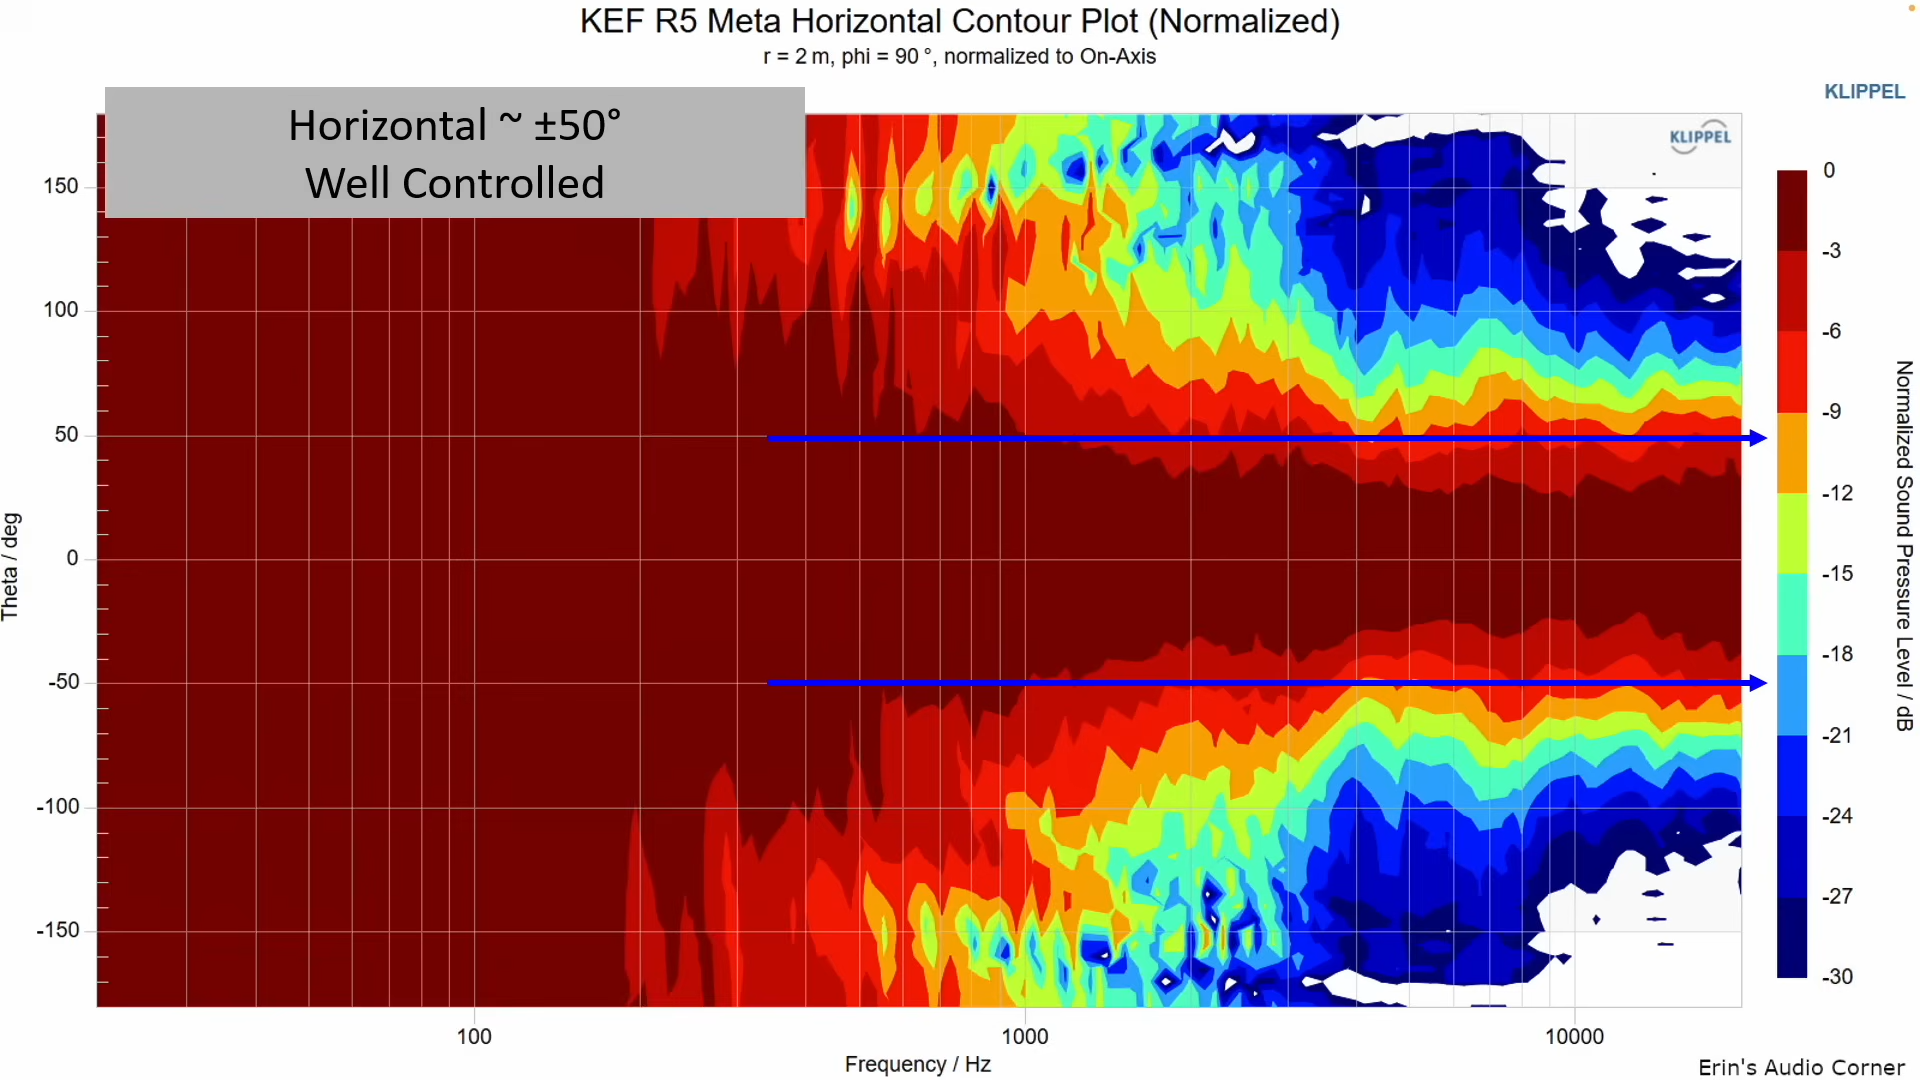 KEF R5 Meta Horizontal Contour Plot (Normalized)
r = 2 m, phi = 90 °, normalized to On-Axis
KLIPPEL
Horizontal ~ ±50°
Well Controlled
KLIPPEL
150
100
50
0
-50
-100
-150
Theta / deg
100
1000
10000
Frequency / Hz
0
-3
-6
-9
-12
-15
-18
-21
-24
-27
-30
Normalized Sound Pressure Level / dB
Erin's Audio Corner